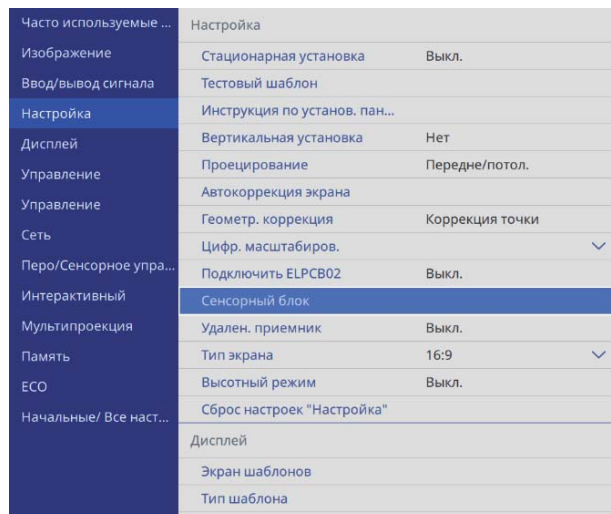 Часто используемые ...
Изображение
Ввод/вывод сигнала
Настройка
Дисплей
Управление
Управление
Сеть
Перо/Сенсорное упра...
Интерактивный
Мультипроекция
Память
ECO
Начальные/ Все наст...
Настройка
Стационарная установка Выкл.
Тестовый шаблон
Инструкция по установ. пан...
Вертикальная установка Нет
Проецирование Передне/потол.
Автокоррекция экрана
Геометр. коррекция Коррекция точки
Цифр. масштабиров.
Подключить ELPCB02 Выкл.
Сенсорный блок
Удален. приемник Выкл.
Тип экрана 16:9
Высотный режим Выкл.
Сброс настроек "Настройка"
Дисплей
Экран шаблонов
Тип шаблона